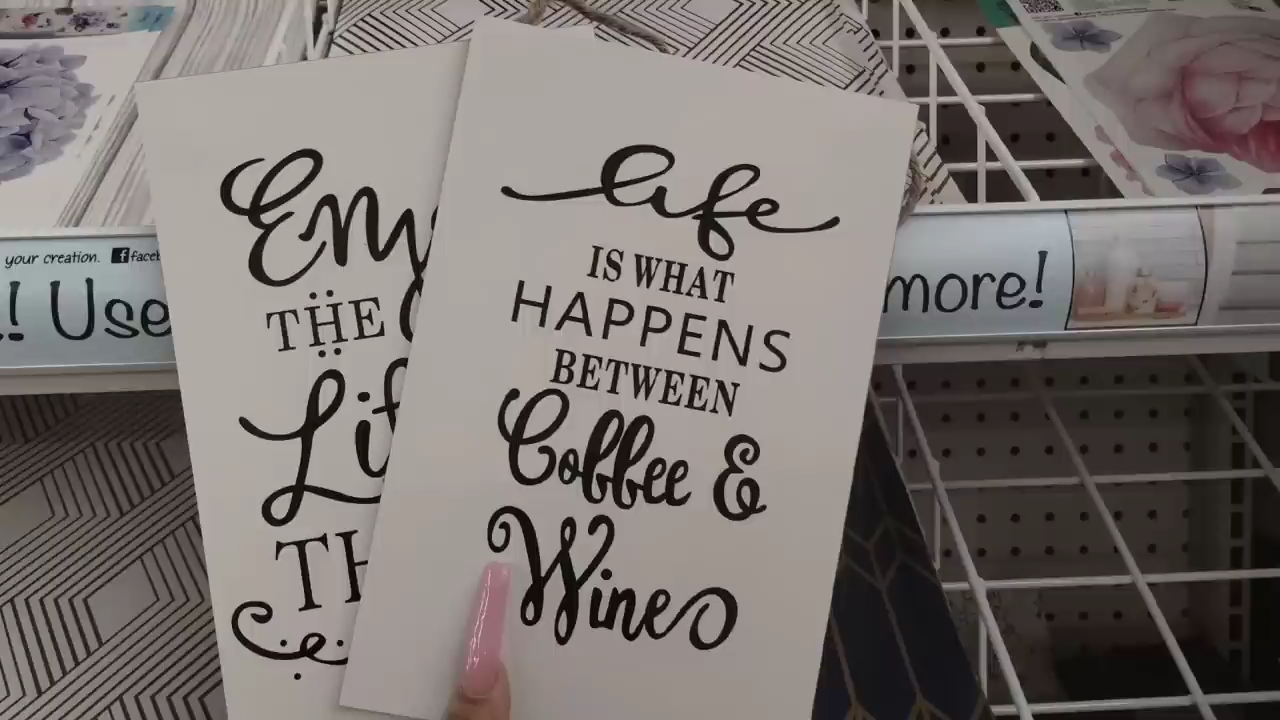 your creation.
! Use
more!
THE
life
IS WHAT
HAPPENS
BETWEEN
Coffee &
Wine